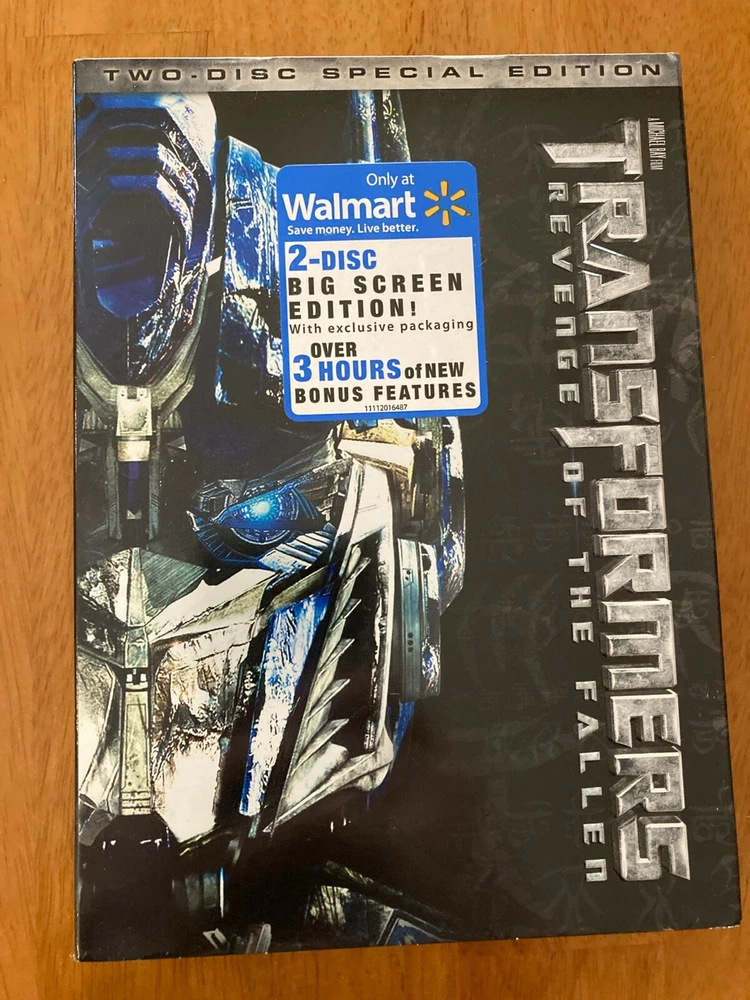 TWO-DISC SPECIAL EDITION
Only at
Walmart
Save money. Live better.
2-DISC
BIG SCREEN
EDITION!
With exclusive packaging
OVER
3 HOURS of NEW
BONUS FEATURES
11112016487
A MICHAEL BAY FILM
TRANSFORMERS
REVENGE OF THE FALLEN